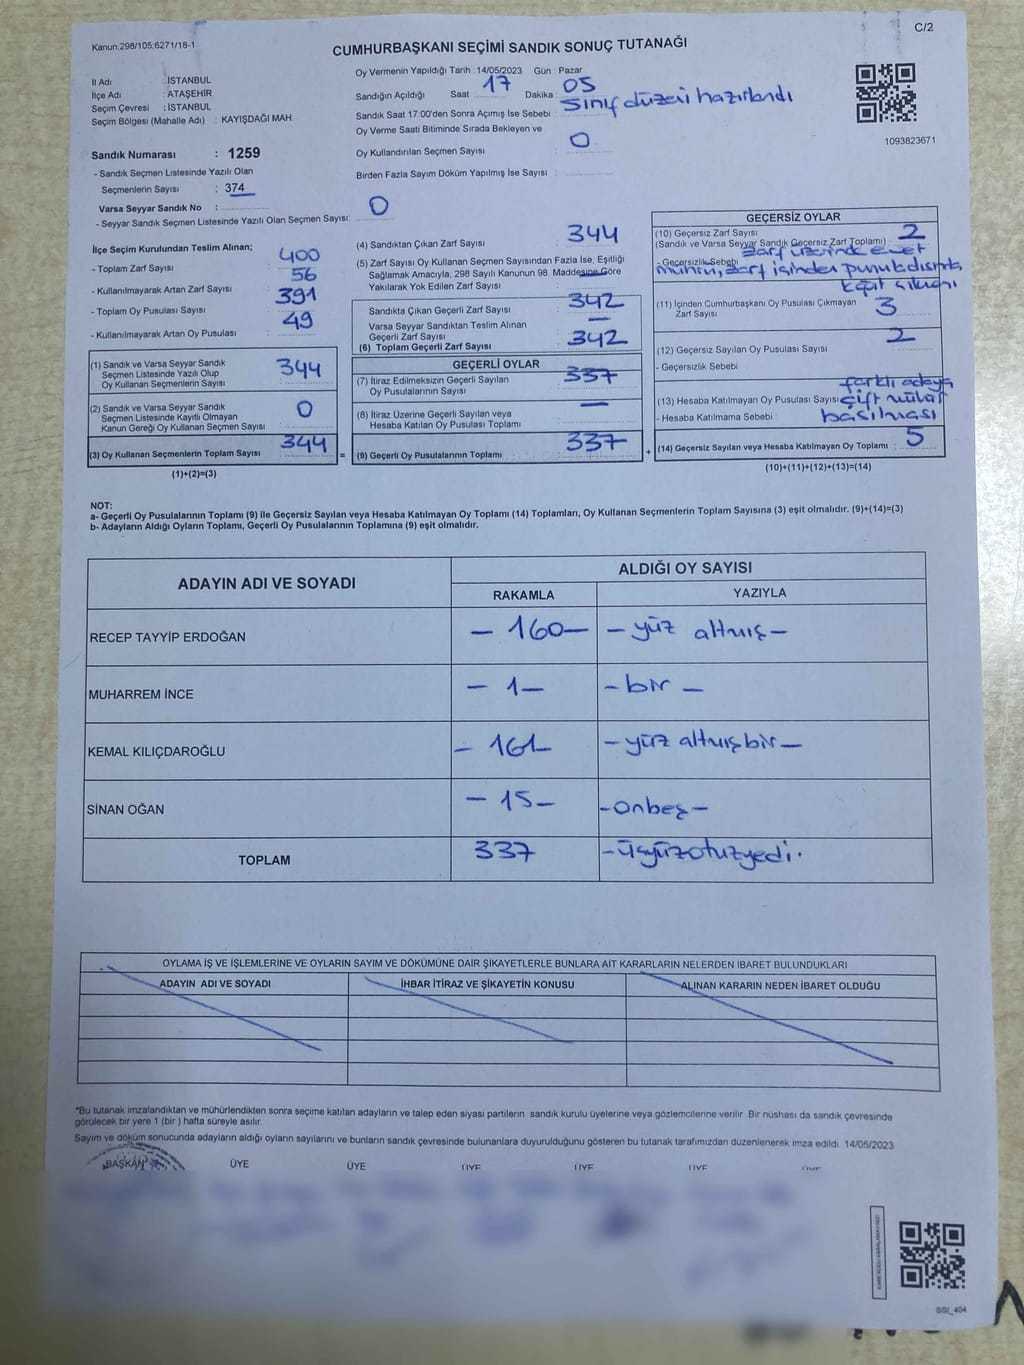 C/2
Kanun:298/105;6271/18-1
CUMHURBAŞKANI SEÇİMİ SANDIK SONUÇ TUTANAĞI
İl Adı : İSTANBUL
İlçe Adı : ATAŞEHİR
Seçim Çevresi : İSTANBUL
Seçim Bölgesi (Mahalle Adı) : KAYIŞDAĞI MAH.
Sandık Numarası : 1259
- Sandık Seçmen Listesinde Yazılı Olan
Seçmenlerin Sayısı : 374
Varsa Seyyar Sandık No :
- Seyyar Sandık Seçmen Listesinde Yazılı Olan Seçmen Sayısı: 0
Oy Vermenin Yapıldığı Tarih : 14/05/2023 Gün : Pazar
Sandığın Açıldığı Saat 17 Dakika : 05
Sandık Saat 17:00'den Sonra Açımış İse Sebebi : Sınıf düzeni hazırlandı
Oy Verme Saati Bitiminde Sırada Bekleyen ve
Oy Kullandırılan Seçmen Sayısı : 0
Birden Fazla Sayım Döküm Yapılmış İse Sayısı :
1093823671
İlçe Seçim Kurulundan Teslim Alınan;
- Toplam Zarf Sayısı : 400
- Kullanılmayarak Artan Zarf Sayısı : 56
- Toplam Oy Pusulası Sayısı : 391
- Kullanılmayarak Artan Oy Pusulası : 49
(1) Sandık ve Varsa Seyyar Sandık
Seçmen Listesinde Yazılı Olup
Oy Kullanan Seçmenlerin Sayısı : 344
(2) Sandık ve Varsa Seyyar Sandık
Seçmen Listesinde Kayıtlı Olmayan
Kanun Gereği Oy Kullanan Seçmen Sayısı : 0
(3) Oy Kullanan Seçmenlerin Toplam Sayısı : 344
(1)+(2)=(3)
(4) Sandıktan Çıkan Zarf Sayısı : 344
(5) Zarf Sayısı Oy Kullanan Seçmen Sayısından Fazla İse, Eşitliği
Sağlamak Amacıyla; 298 Sayılı Kanunun 98. Maddesine Göre
Yakılarak Yok Edilen Zarf Sayısı : —
Sandıkta Çıkan Geçerli Zarf Sayısı : 342
Varsa Seyyar Sandıktan Teslim Alınan
Geçerli Zarf Sayısı : —
(6) Toplam Geçerli Zarf Sayısı : 342
GEÇERLİ OYLAR
(7) İtiraz Edilmeksizin Geçerli Sayılan
Oy Pusulalarının Sayısı : 337
(8) İtiraz Üzerine Geçerli Sayılan veya
Hesaba Katılan Oy Pusulası Toplamı : —
= (9) Geçerli Oy Pusulalarının Toplamı : 337
GEÇERSİZ OYLAR
(10) Geçersiz Zarf Sayısı
(Sandık ve Varsa Seyyar Sandık Geçersiz Zarf Toplamı) : 2
- Geçersizlik Sebebi : Zarf üzerinde evet
mührü, zarf içinden pusula dışında
kağıt çıkması
(11) İçinden Cumhurbaşkanı Oy Pusulası Çıkmayan
Zarf Sayısı : 3
(12) Geçersiz Sayılan Oy Pusulası Sayısı : 2
- Geçersizlik Sebebi :
farklı adaya
(13) Hesaba Katılmayan Oy Pusulası Sayısı : çift mühür
- Hesaba Katılmama Sebebi : basılması
+ (14) Geçersiz Sayılan veya Hesaba Katılmayan Oy Toplamı : 5
(10)+(11)+(12)+(13)=(14)
NOT:
a- Geçerli Oy Pusulalarının Toplamı (9) ile Geçersiz Sayılan veya Hesaba Katılmayan Oy Toplamı (14) Toplamları, Oy Kullanan Seçmenlerin Toplam Sayısına (3) eşit olmalıdır. (9)+(14)=(3)
b- Adayların Aldığı Oyların Toplamı, Geçerli Oy Pusulalarının Toplamına (9) eşit olmalıdır.
ADAYIN ADI VE SOYADI ALDIĞI OY SAYISI
RAKAMLA YAZIYLA
RECEP TAYYİP ERDOĞAN — 160 — — yüz altmış —
MUHARREM İNCE — 1 — — bir —
KEMAL KILIÇDAROĞLU — 161 — yüz altmışbir —
SİNAN OĞAN — 15 — — Onbeş —
TOPLAM 337 — üçyüzotuzyedi.
OYLAMA İŞ VE İŞLEMLERİNE VE OYLARIN SAYIM VE DÖKÜMÜNE DAİR ŞİKAYETLERLE BUNLARA AİT KARARLARIN NELERDEN İBARET BULUNDUKLARI
ADAYIN ADI VE SOYADI İHBAR İTİRAZ VE ŞİKAYETİN KONUSU ALINAN KARARIN NEDEN İBARET OLDUĞU
*Bu tutanak imzalandıktan ve mühürlendikten sonra seçime katılan adayların ve talep eden siyasi partilerin sandık kurulu üyelerine veya gözlemcilerine verilir. Bir nüshası da sandık çevresinde
görülecek bir yere 1 (bir) hafta süreyle asılır.
Sayım ve döküm sonucunda adayların aldığı oyların sayılarını ve bunların sandık çevresinde bulunanlara duyurulduğunu gösteren bu tutanak tarafımızdan düzenlenerek imza edildi. 14/05/2023
BAŞKAN ÜYE ÜYE ÜYE ÜYE ÜYE ÜYE
SSI_404